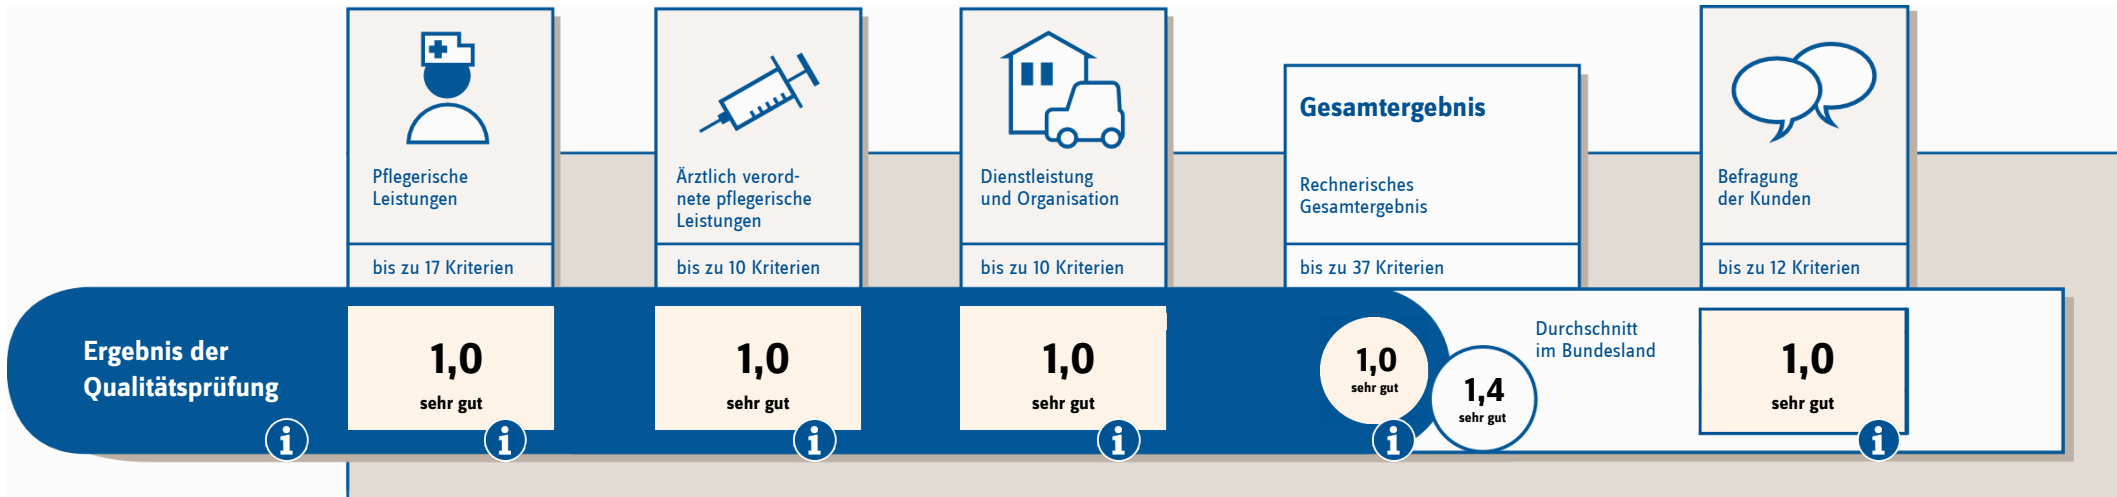 Pflegerische
Leistungen
bis zu 17 Kriterien
Ärztlich verord-
nete pflegerische
Leistungen
bis zu 10 Kriterien
Dienstleistung
und Organisation
bis zu 10 Kriterien
Gesamtergebnis
Rechnerisches
Gesamtergebnis
bis zu 37 Kriterien
Befragung
der Kunden
bis zu 12 Kriterien
Ergebnis der
Qualitätsprüfung
i
1,0
sehr gut
i
1,0
sehr gut
i
1,0
sehr gut
i
1,0
sehr gut
i
1,4
sehr gut
Durchschnitt
im Bundesland
1,0
sehr gut
i